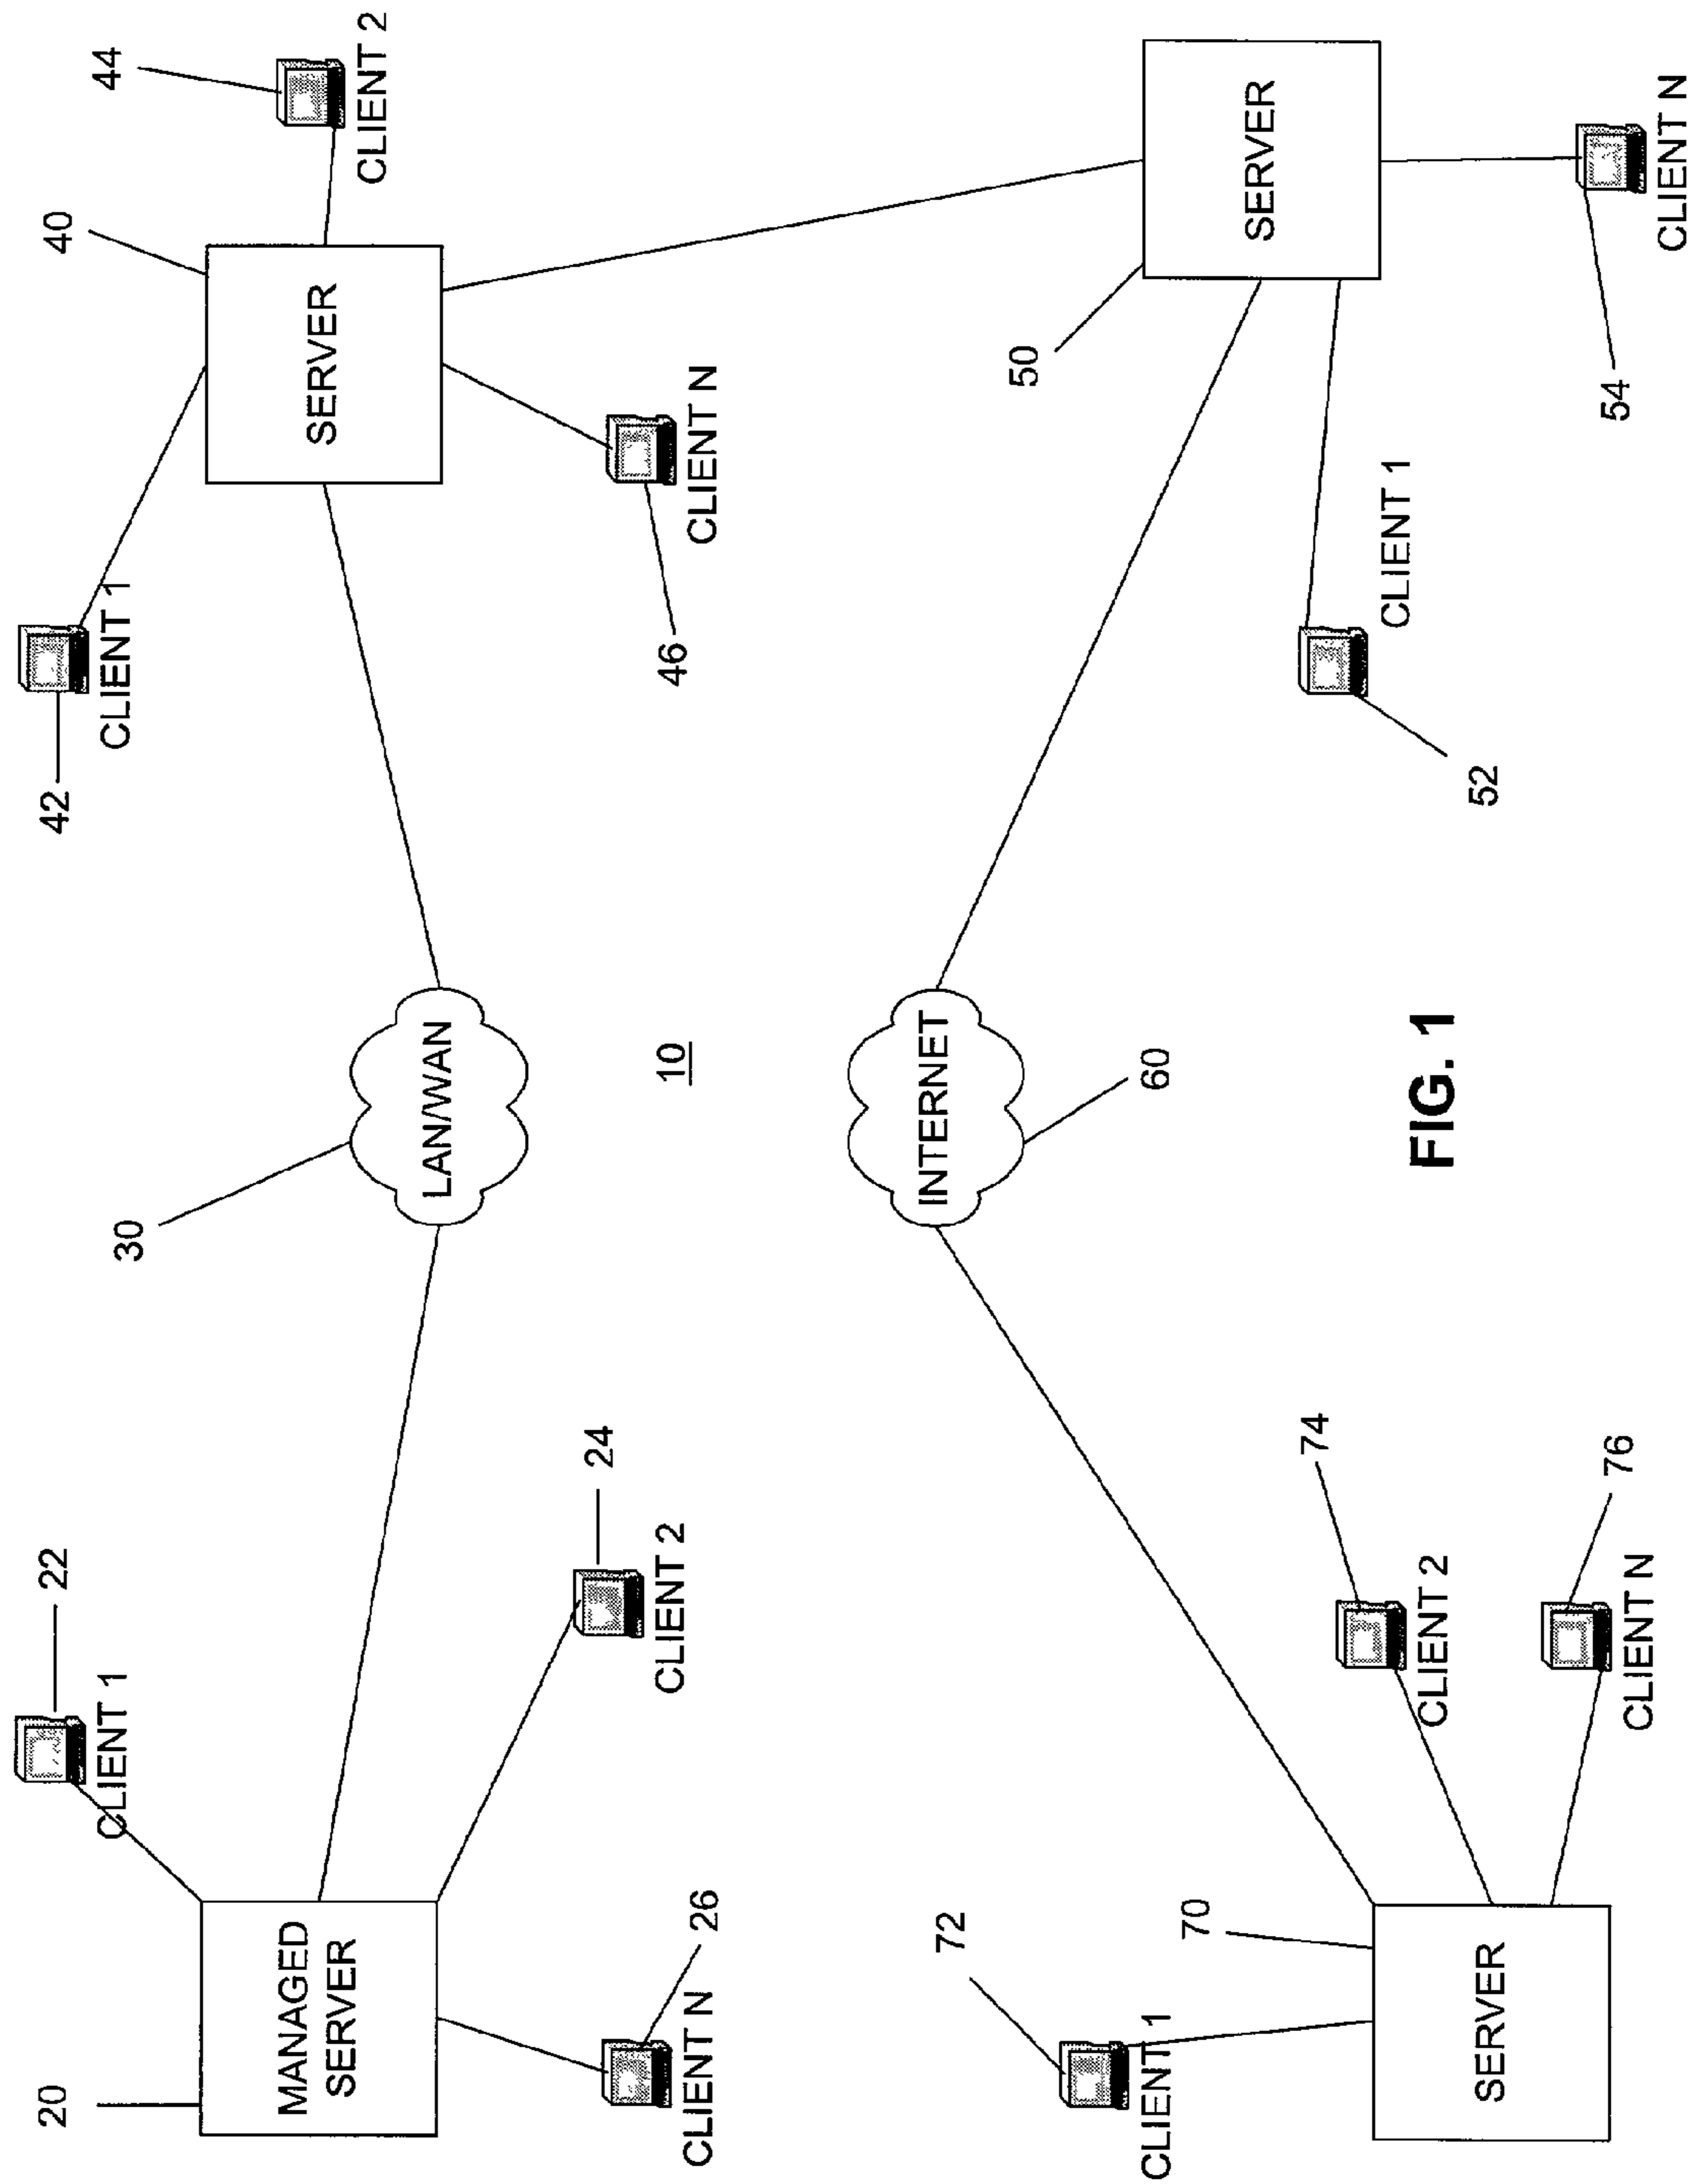 20
22
42
40
44
CLIENT 1
30
CLIENT 1
MANAGED
SERVER
SERVER
CLIENT 2
LAN/WAN
24
CLIENT N
26
CLIENT 2
10
46
CLIENT N
72
INTERNET
50
CLIENT 1
70
60
SERVER
74
CLIENT 1
CLIENT 2
FIG. 1
52
SERVER
76
54
CLIENT N
CLIENT N